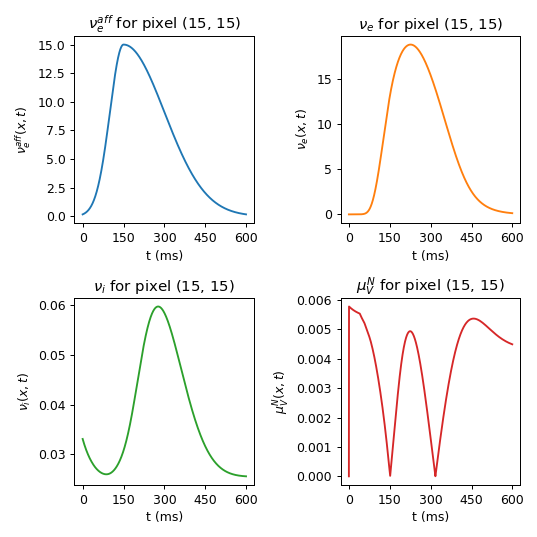 ν_e^{aff} for pixel (15, 15)
ν_e^{aff}(x, t)
15.0
12.5
10.0
7.5
5.0
2.5
0.0
0 150 300 450 600
t (ms)
ν_e for pixel (15, 15)
ν_e(x, t)
15
10
5
0
0 150 300 450 600
t (ms)
ν_i for pixel (15, 15)
ν_i(x, t)
0.06
0.05
0.04
0.03
0 150 300 450 600
t (ms)
μ_V^N for pixel (15, 15)
μ_V^N(x, t)
0.006
0.005
0.004
0.003
0.002
0.001
0.000
0 150 300 450 600
t (ms)